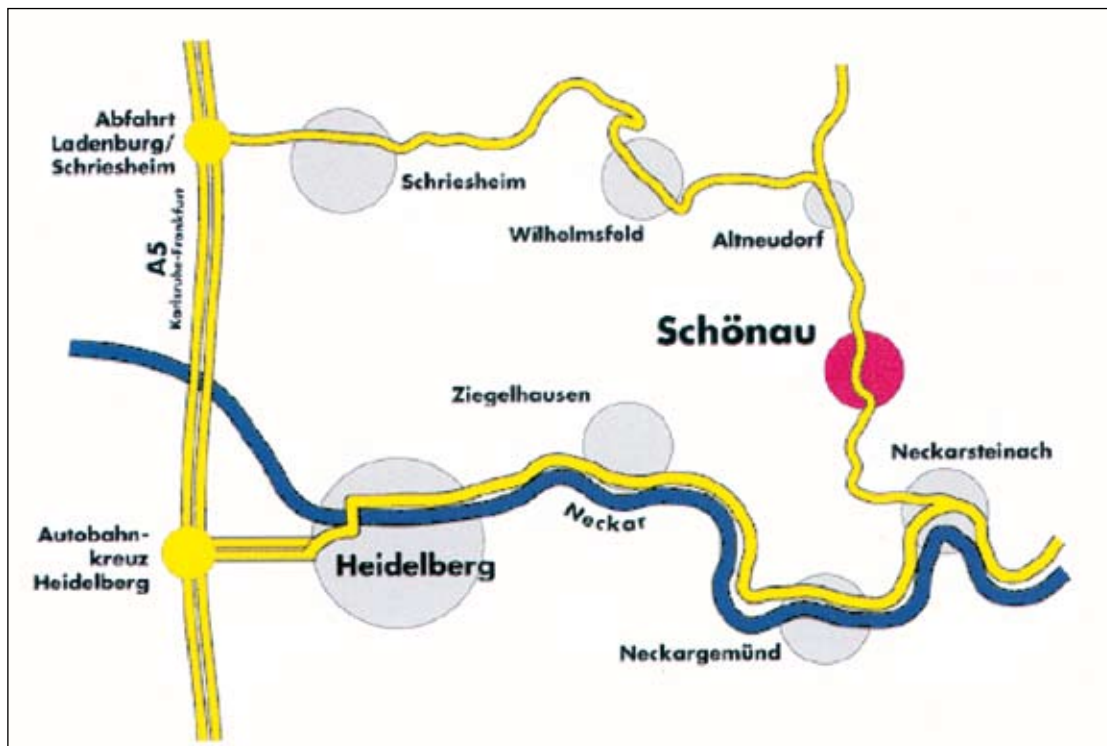 Abfahrt
Ladenburg/
Schriesheim
Schriesheim
Wilholmsfeld
Altneudorf
A5
Karlsruhe-Frankfurt
Schönau
Ziegelhausen
Neckarsteinach
Neckar
Autobahn-
kreuz
Heidelberg
Heidelberg
Neckargemünd